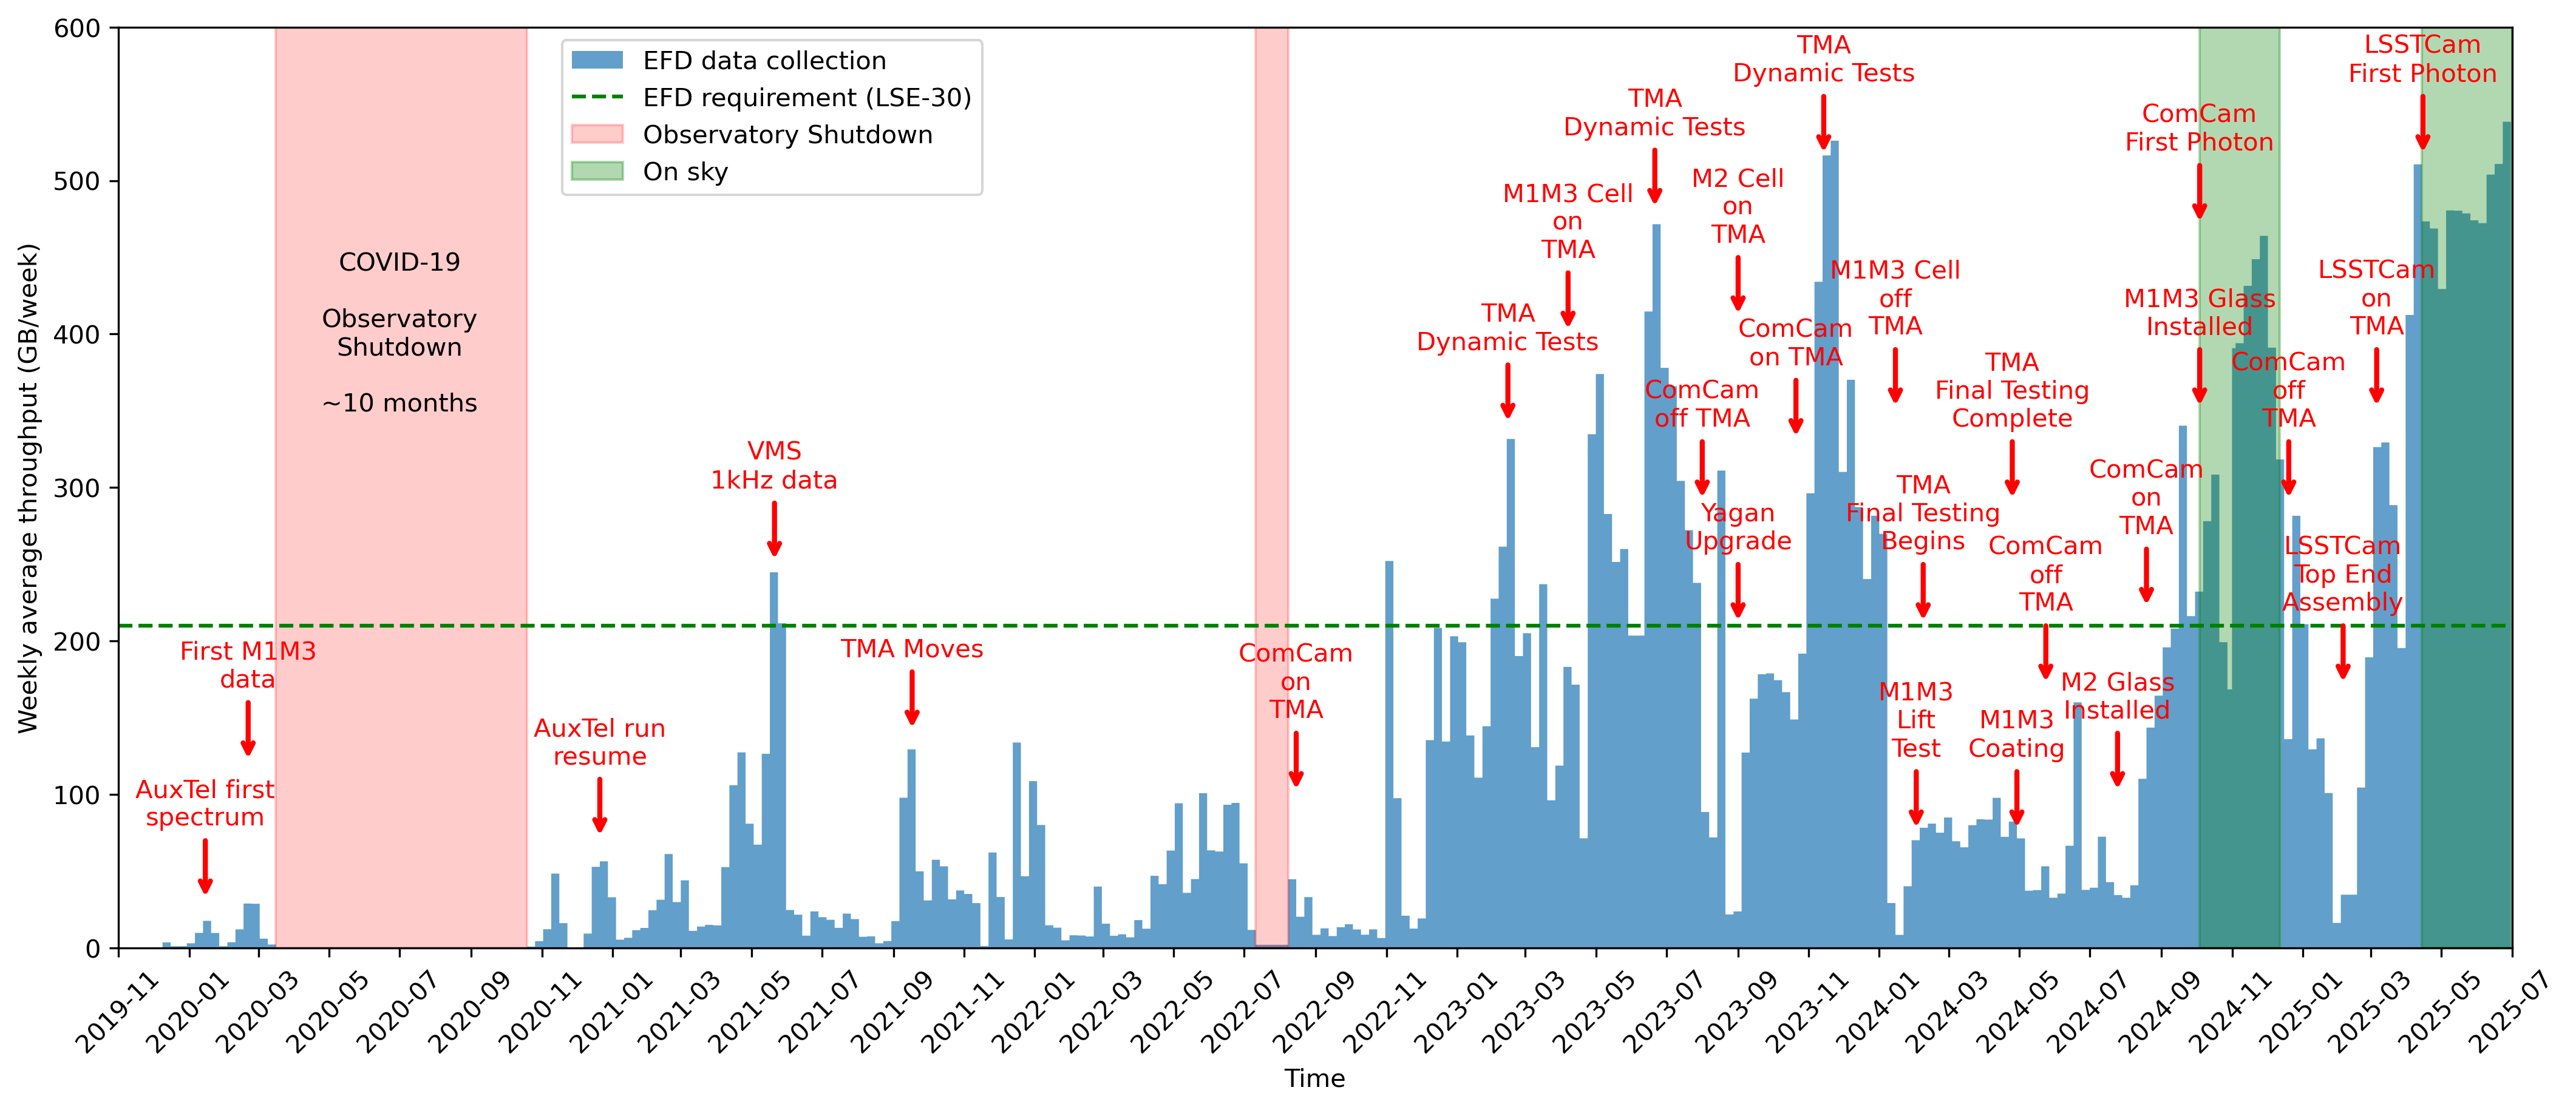 600
500
400
300
200
100
0
Weekly average throughput (GB/week)
EFD data collection
EFD requirement (LSE-30)
Observatory Shutdown
On sky
COVID-19
Observatory
Shutdown
~10 months
AuxTel first
spectrum
First M1M3
data
AuxTel run
resume
VMS
1kHz data
TMA Moves
ComCam
on
TMA
TMA
Dynamic Tests
M1M3 Cell
on
TMA
TMA
Dynamic Tests
ComCam
off TMA
M2 Cell
on
TMA
Yagan
Upgrade
ComCam
on TMA
TMA
Dynamic Tests
M1M3 Cell
off
TMA
M1M3
Lift
Test
TMA
Final Testing
Begins
TMA
Final Testing
Complete
M1M3
Coating
ComCam
off
TMA
M2 Glass
Installed
ComCam
on
TMA
ComCam
First Photon
M1M3 Glass
Installed
ComCam
off
TMA
LSSTCam
Top End
Assembly
LSSTCam
on
TMA
LSSTCam
First Photon
2019-11
2020-01
2020-03
2020-05
2020-07
2020-09
2020-11
2021-01
2021-03
2021-05
2021-07
2021-09
2021-11
2022-01
2022-03
2022-05
2022-07
2022-09
2022-11
2023-01
2023-03
2023-05
2023-07
2023-09
2023-11
2024-01
2024-03
2024-05
2024-07
2024-09
2024-11
2025-01
2025-03
2025-05
2025-07
Time